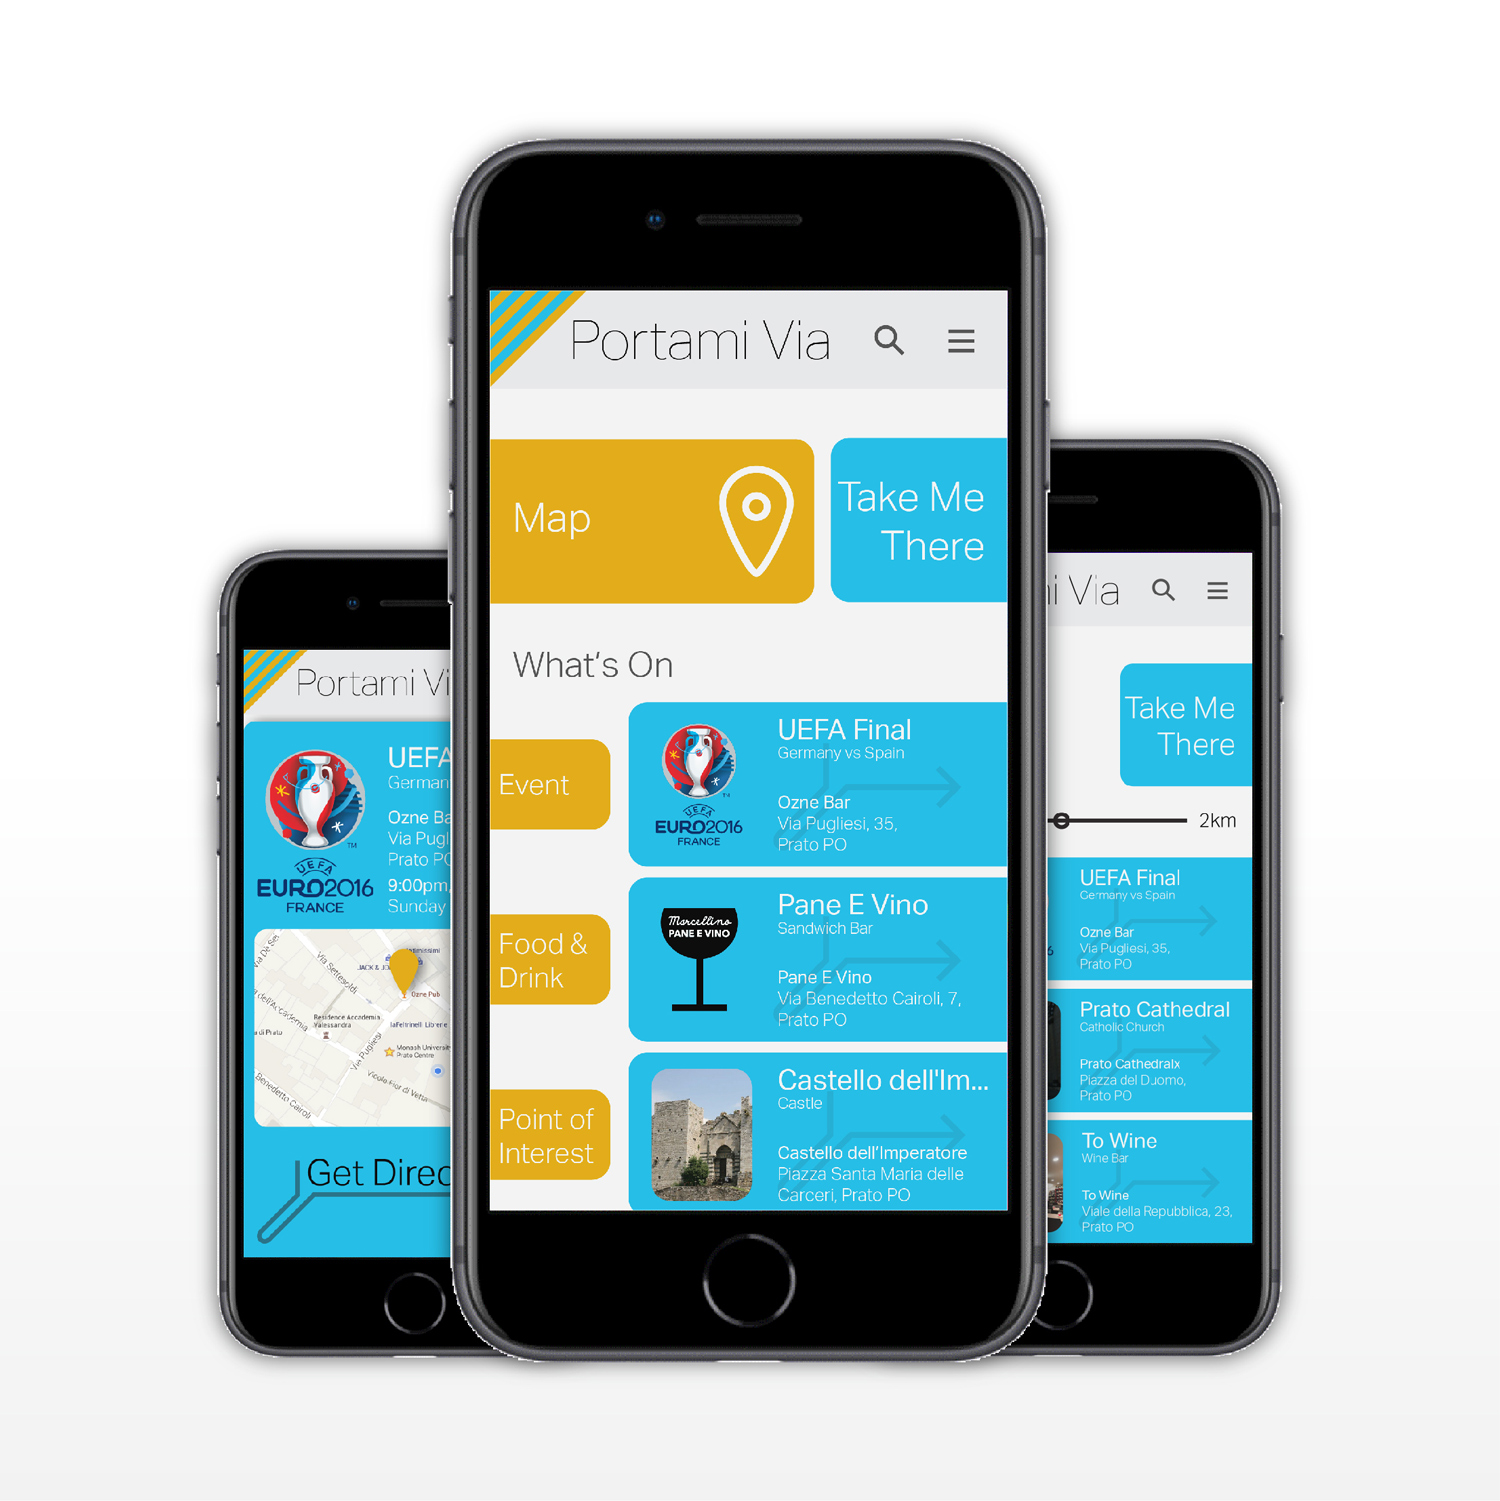 Portami Via
Map
Take Me
There
What's On
Event
UEFA Final
Germany vs Spain
Ozne Bar
Via Pugliesi, 35,
Prato PO
UEFA
EURO2016
FRANCE
TM
Food &
Drink
Marcellino
PANE E VINO
Pane E Vino
Sandwich Bar
Pane E Vino
Via Benedetto Cairoli, 7,
Prato PO
Point of
Interest
Castello dell'Im...
Castle
Castello dell'Imperatore
Piazza Santa Maria delle
Carceri, Prato PO
Portami Vi
UEFA
German
Ozne Ba
Via Pugl
Prato PO
9:00pm,
Sunday
TM
UEFA
EURO2016
FRANCE
Via Settesoldi
JACK & JO
Ozne Pub
Residence Accademia
Valessandra
laFeltrinelli Librerie
di Prato
dell'Accademia
Via Pugliesi
Monash University
Prato Centre
Vicolo Fior di Vetta
Benedetto Cairoli
Get Direc
i Via
Take Me
There
2km
UEFA Final
Germany vs Spain
Ozne Bar
Via Pugliesi, 35,
Prato PO
6
Prato Cathedral
Catholic Church
Prato Cathedralx
Piazza del Duomo,
Prato PO
To Wine
Wine Bar
To Wine
Viale della Repubblica, 23,
Prato PO